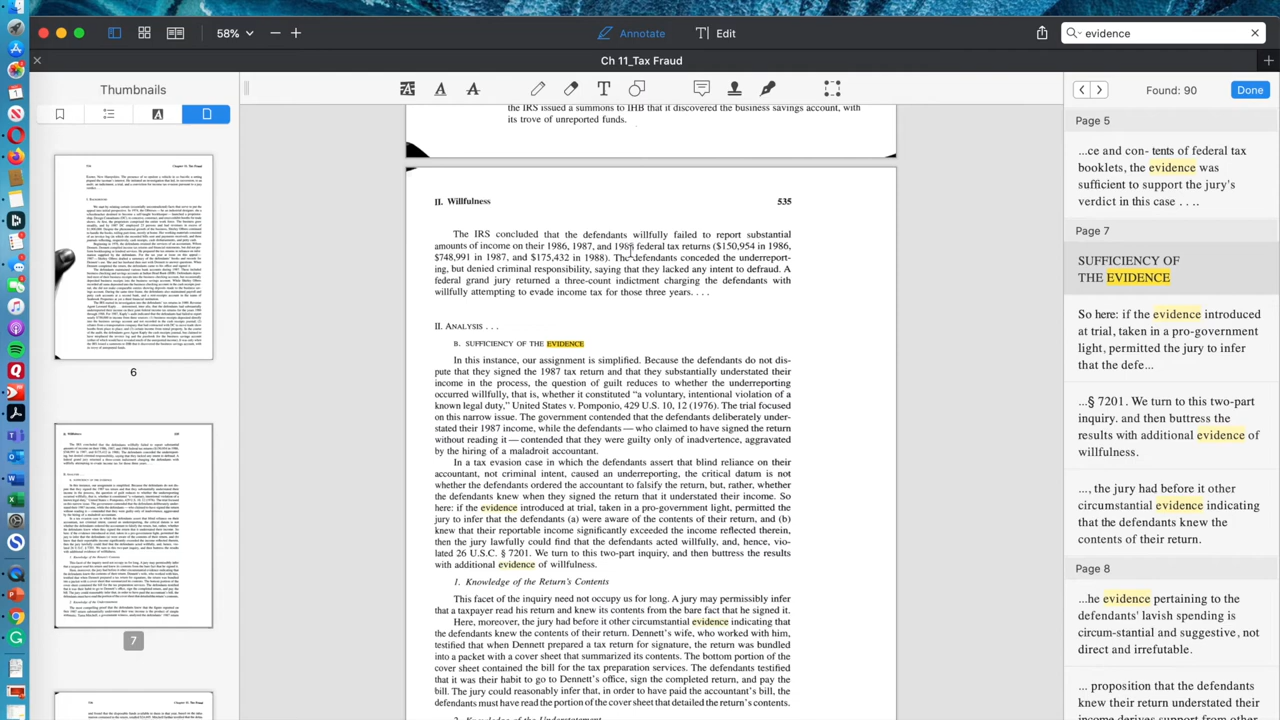 58%
Annotate
Edit
evidence
Ch 11_Tax Fraud
Thumbnails
6
7
the IRS issued a summons to IHB that it discovered the business savings account, with
its trove of unreported funds.
II. Willfulness 535
The IRS concluded that the defendants willfully failed to report substantial
amounts of income on their 1986, 1987, and 1988 federal tax returns ($150,954 in 1986,
$748,991 in 1987, and $175,432 in 1988). The defendants conceded the underreport-
ing, but denied criminal responsibility, saying that they lacked any intent to defraud. A
federal grand jury returned a three-count indictment charging the defendants with
willfully attempting to evade income tax for those three years. . . .
ANALYSIS . . .
B. SUFFICIENCY OF THE EVIDENCE
In this instance, our assignment is simplified. Because the defendants do not dis-
pute that they signed the 1987 tax return and that they substantially understated their
income in the process, the question of guilt reduces to whether the underreporting
occurred willfully, that is, whether it constituted “a voluntary, intentional violation of a
known legal duty.” United States v. Pomponio, 429 U.S. 10, 12 (1976). The trial focused
on this narrow issue. The government contended that the defendants deliberately under-
stated their 1987 income, while the defendants — who claimed to have signed the return
without reading it — contended that they were guilty only of inadvertence, aggravated
by the hiring of an inept accountant.
In a tax evasion case in which the defendants assert that blind reliance on their
accountant, not criminal intent, caused an underreporting, the critical datum is not
whether the defendants ordered the accountant to falsify the return, but, rather, whether
the defendants knew when they signed the return that it understated their income. So
here: if the evidence introduced at trial, taken in a pro-government light, permitted the
jury to infer that the defendants (a) were aware of the contents of their return, and (b)
knew that their reportable income significantly exceeded the income reflected therein,
then the jury lawfully could find that the defendants acted willfully, and, hence, vio-
lated 26 U.S.C. § 7201. We turn to this two-part inquiry, and then buttress the results
with additional evidence of willfulness.
1. Knowledge of the Return's Contents
This facet of the inquiry need not occupy us for long. A jury may permissibly infer
that a taxpayer read his return and knew its contents from the bare fact that he signed it.
Here, moreover, the jury had before it other circumstantial evidence indicating that
the defendants knew the contents of their return. Dennett's wife, who worked with him,
testified that when Dennett prepared a tax return for signature, the return was bundled
into a packet with a cover sheet that summarized its contents. The bottom portion of the
cover sheet contained the bill for the tax preparation services. The defendants testified
that it was their habit to go to Dennett's office, sign the completed return, and pay the
bill. The jury could reasonably infer that, in order to have paid the accountant's bill, the
defendants must have read the portion of the cover sheet that detailed the return's contents.
2. Knowledge of the Understatement
Found: 90
Done
Page 5
...ce and con- tents of federal tax
booklets, the evidence was
sufficient to support the jury's
verdict in this case . . . .
Page 7
SUFFICIENCY OF
THE EVIDENCE
So here: if the evidence introduced
at trial, taken in a pro-government
light, permitted the jury to infer
that the defe...
...§ 7201. We turn to this two-part
inquiry. and then buttress the
results with additional evidence of
willfulness.
..., the jury had before it other
circumstantial evidence indicating
that the defendants knew the
contents of their return.
Page 8
...he evidence pertaining to the
defendants' lavish spending is
circum-stantial and suggestive, not
direct and irrefutable.
... proposition that the defendants
knew their understated their
income derives support from other